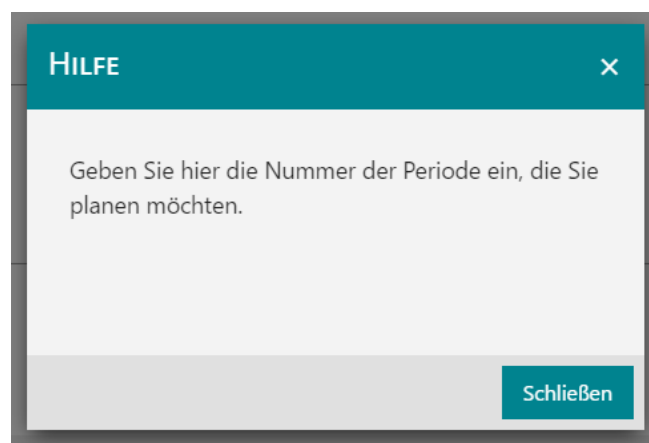 Hilfe ×
Geben Sie hier die Nummer der Periode ein, die Sie
planen möchten.
Schließen